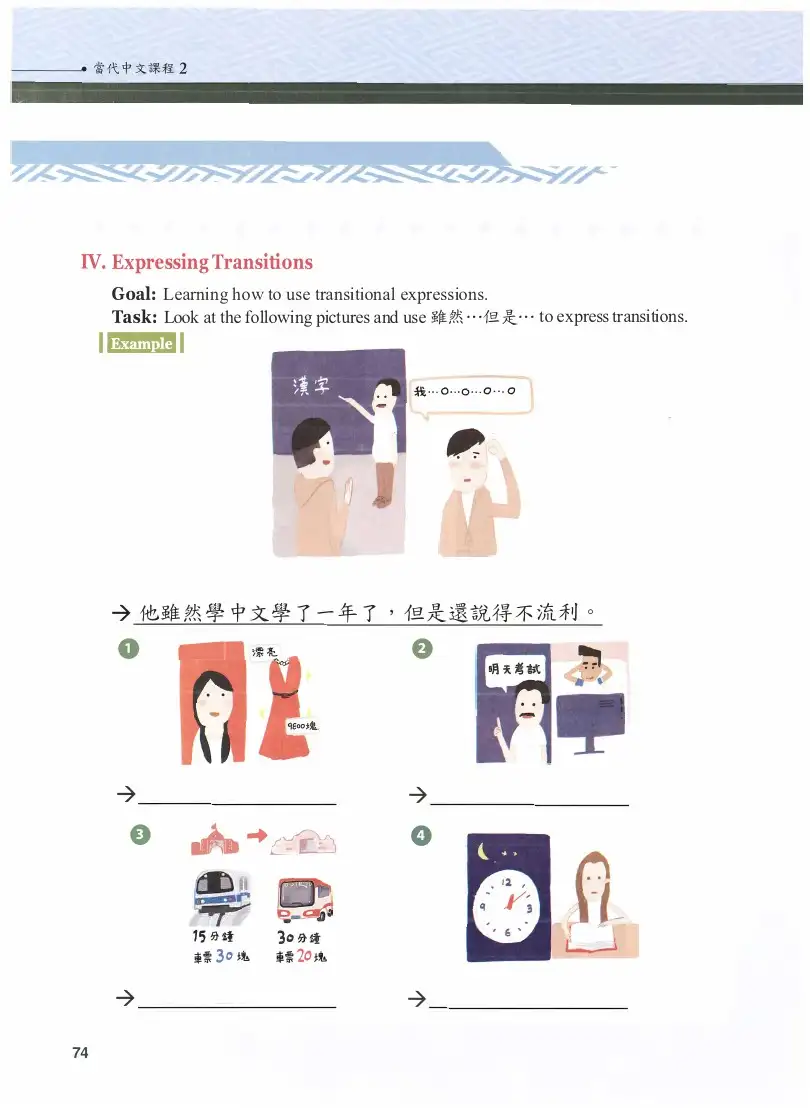 當代中文課程 2
IV. Expressing Transitions
Goal: Learning how to use transitional expressions.
Task: Look at the following pictures and use 雖然…但是… to express transitions.
Example
漢字
我…O…O…O…O
→ 他雖然學中文學了一年了，但是還說得不流利。
1
漂亮
9800塊
2
明天考試
3
15分鐘
車票30塊
30分鐘
車票20塊
4
12
9
3
6
74